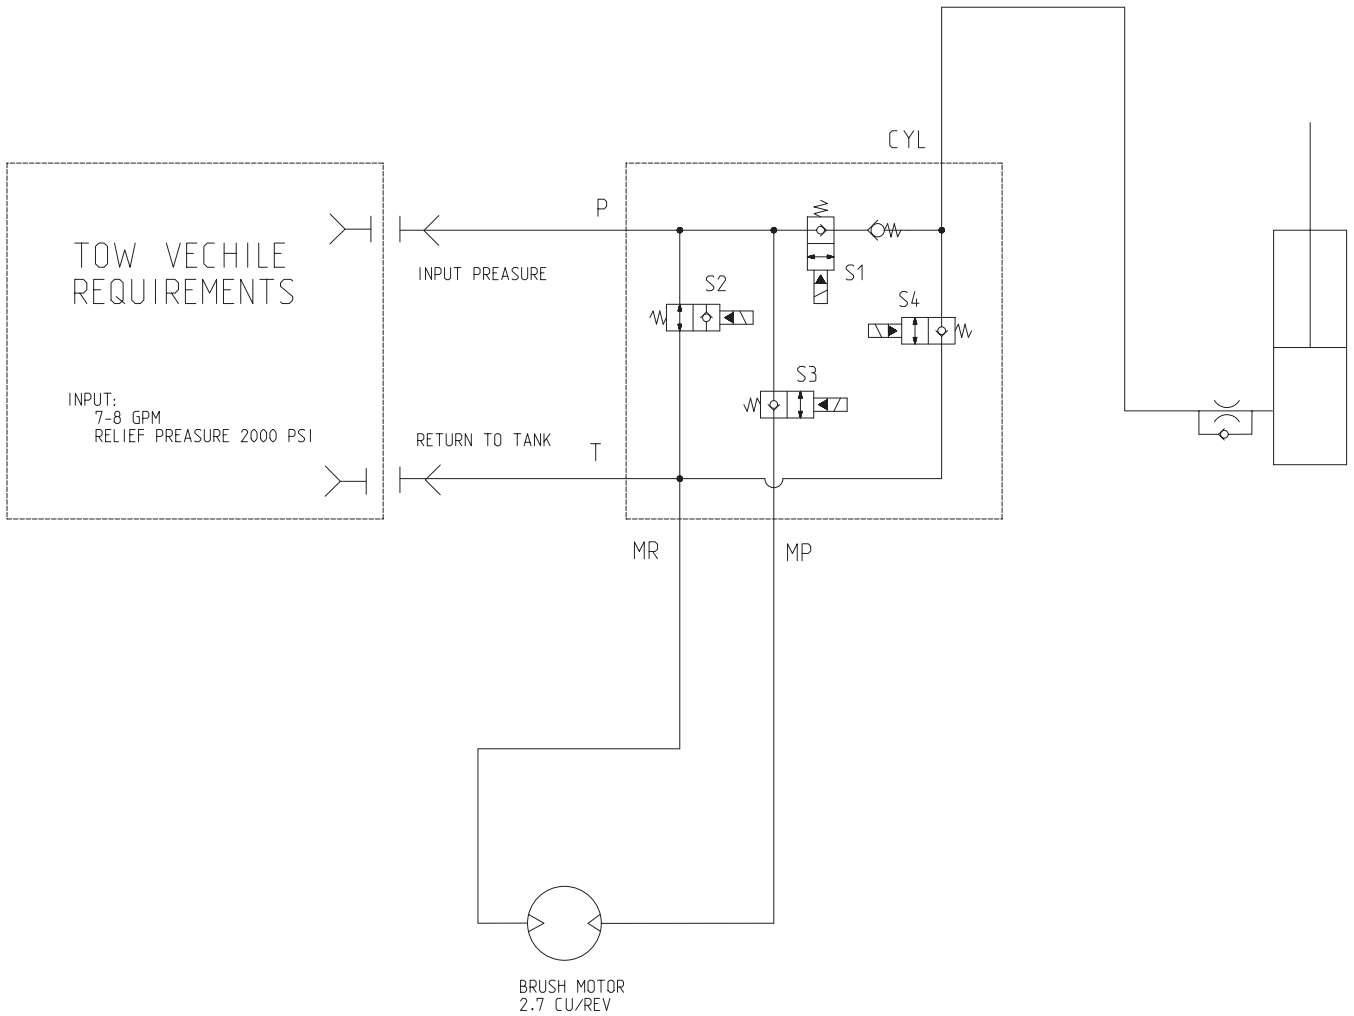 CYL
P
TOW VECHILE
REQUIREMENTS
INPUT PREASURE
S1
S2
S4
S3
INPUT:
7-8 GPM
RELIEF PREASURE 2000 PSI
RETURN TO TANK
T
MR
MP
BRUSH MOTOR
2.7 CU/REV